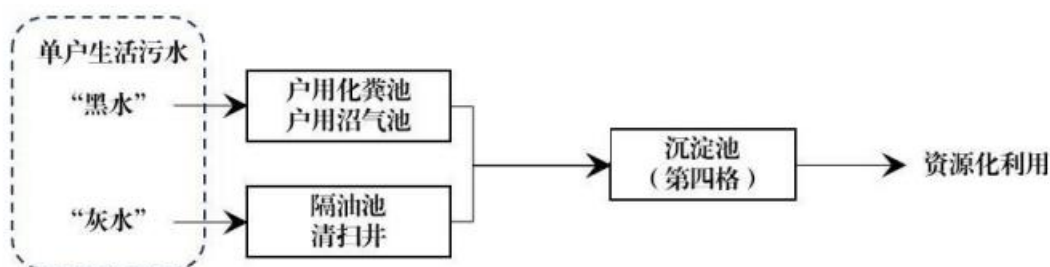 单户生活污水
“黑水”
户用化粪池
户用沼气池
沉淀池
（第四格）
资源化利用
“灰水”
隔油池
清扫井